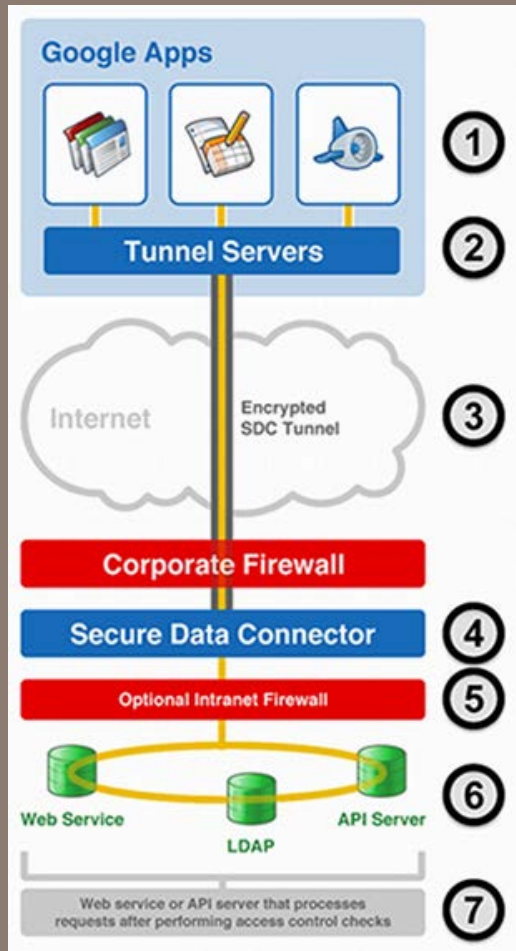 Google Apps
1
Tunnel Servers
2
Internet
Encrypted
SDC Tunnel
3
Corporate Firewall
Secure Data Connector
4
Optional Intranet Firewall
5
Web Service
LDAP
API Server
6
Web service or API server that processes
requests after performing access control checks
7